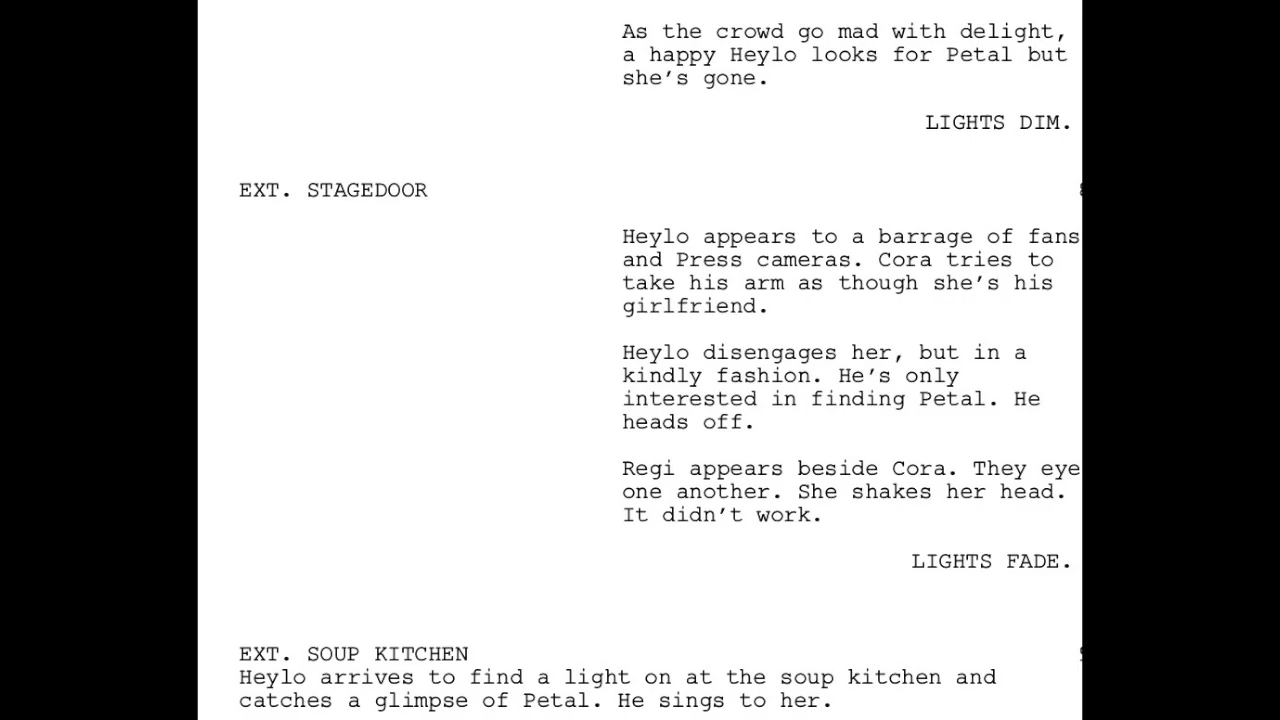 As the crowd go mad with delight,
a happy Heylo looks for Petal but
she’s gone.
LIGHTS DIM.
EXT. STAGEDOOR
Heylo appears to a barrage of fans
and Press cameras. Cora tries to
take his arm as though she’s his
girlfriend.
Heylo disengages her, but in a
kindly fashion. He’s only
interested in finding Petal. He
heads off.
Regi appears beside Cora. They eye
one another. She shakes her head.
It didn’t work.
LIGHTS FADE.
EXT. SOUP KITCHEN
Heylo arrives to find a light on at the soup kitchen and
catches a glimpse of Petal. He sings to her.